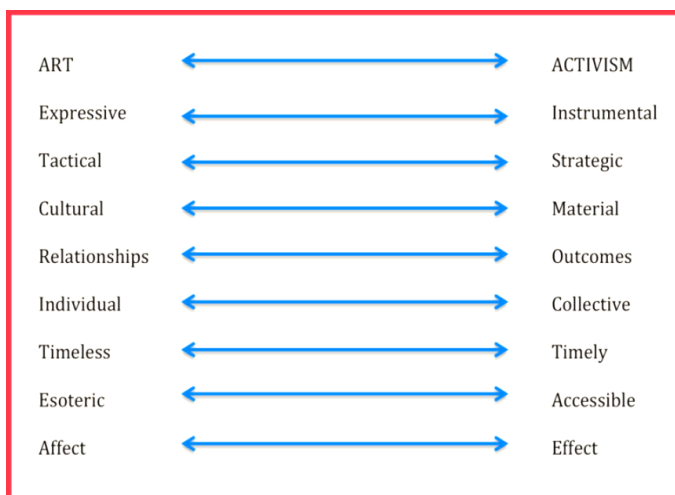 ART ACTIVISM
Expressive Instrumental
Tactical Strategic
Cultural Material
Relationships Outcomes
Individual Collective
Timeless Timely
Esoteric Accessible
Affect Effect